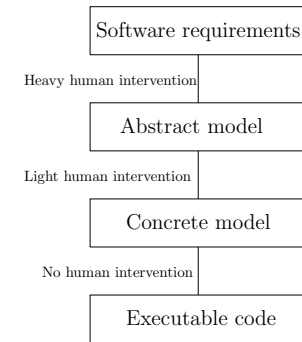 Software requirements
Heavy human intervention
Abstract model
Light human intervention
Concrete model
No human intervention
Executable code